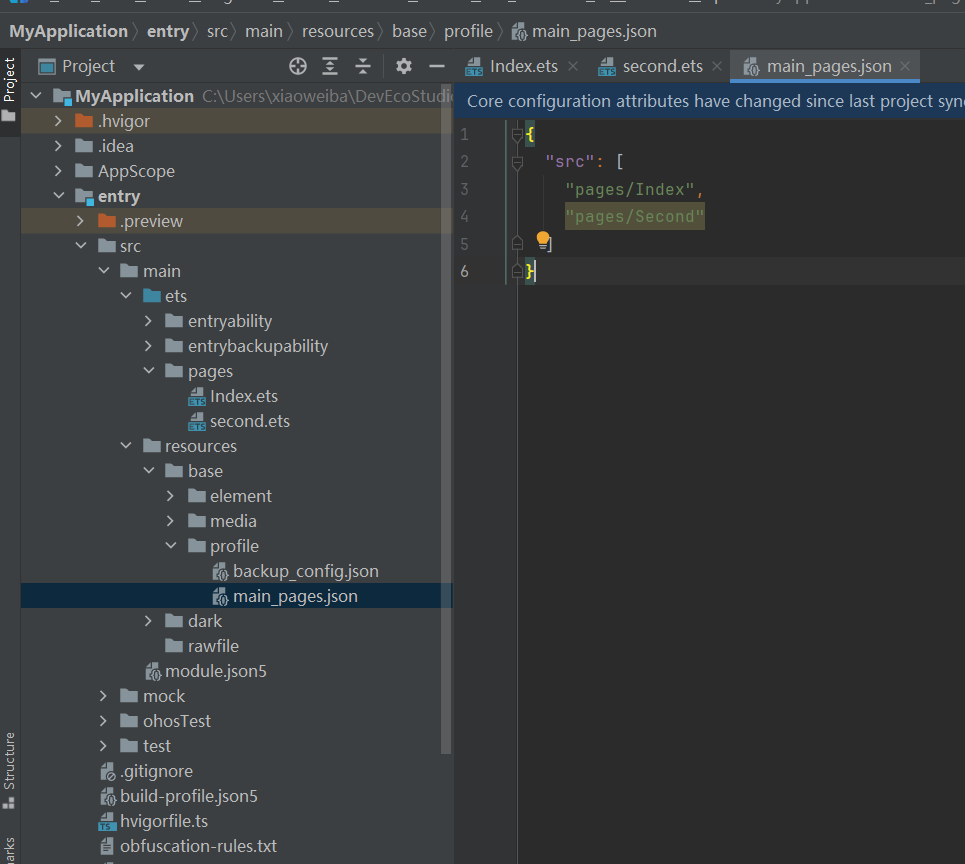 MyApplication entry src main resources base profile main_pages.json
Project
Project
Index.ets
second.ets
main_pages.json
MyApplication C:\Users\xiaoweiba\DevEcoStudi
Core configuration attributes have changed since last project sync
.hvigor
.idea
AppScope
entry
.preview
src
main
ets
entryability
entrybackupability
pages
Index.ets
second.ets
resources
base
element
media
profile
backup_config.json
main_pages.json
dark
rawfile
module.json5
mock
ohosTest
test
.gitignore
build-profile.json5
hvigorfile.ts
obfuscation-rules.txt
1 {
2 "src": [
3 "pages/Index",
4 "pages/Second"
5 ]
6 }
Structure